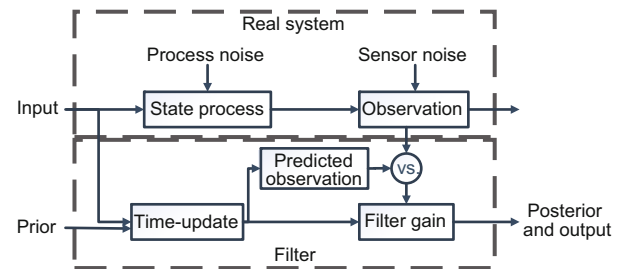 Real system
Process noise
Sensor noise
Input
State process
Observation
Predicted
observation
vs.
Prior
Time-update
Filter gain
Posterior
and output
Filter